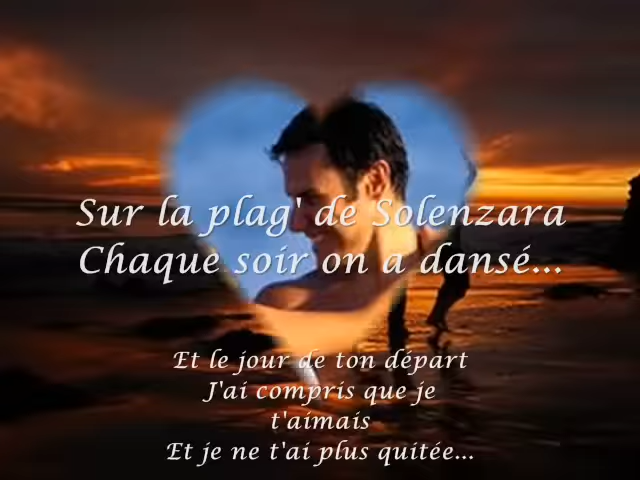 Sur la plag' de Solenzara
Chaque soir on a dansé...
Et le jour de ton départ
J'ai compris que je
t'aimais
Et je ne t'ai plus quitée...